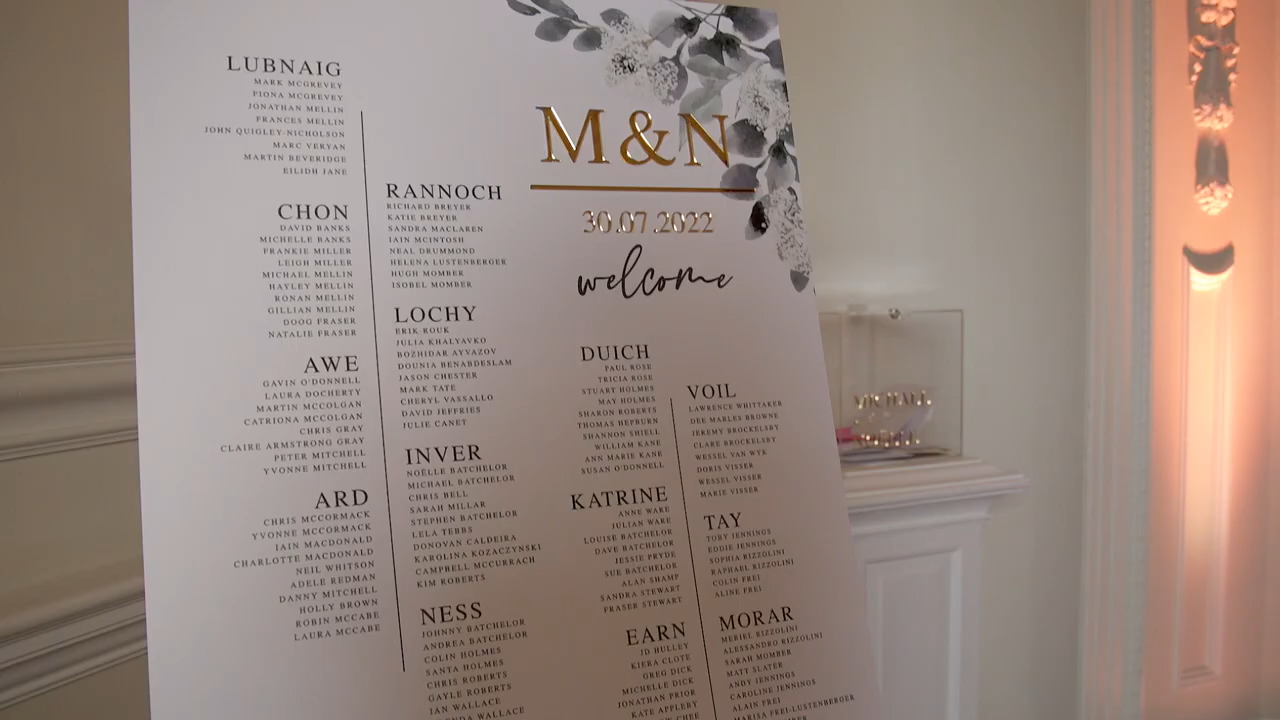 M&N
30.07.2022
welcome
LUBNAIG
MARK MCGREVEY
FIONA MCGREVEY
JONATHAN MELLIN
FRANCES MELLIN
JOHN QUIGLEY-NICHOLSON
MARC VERYAN
MARTIN BEVERIDGE
EILIDH JANE
CHON
DAVID BANKS
MICHELLE BANKS
FRANKIE MILLER
LEIGH MILLER
MICHAEL MELLIN
HAYLEY MELLIN
RONAN MELLIN
GILLIAN MELLIN
DOOG FRASER
NATALIE FRASER
AWE
GAVIN O'DONNELL
LAURA DOCHERTY
MARTIN MCCOLGAN
CATRIONA MCCOLGAN
CHRIS GRAY
CLAIRE ARMSTRONG GRAY
PETER MITCHELL
YVONNE MITCHELL
ARD
CHRIS MCCORMACK
YVONNE MCCORMACK
IAIN MACDONALD
CHARLOTTE MACDONALD
NEIL WHITSON
ADELE REDMAN
DANNY MITCHELL
HOLLY BROWN
ROBIN MCCABE
LAURA MCCABE
RANNOCH
RICHARD BREYER
KATIE BREYER
SANDRA MACLAREN
IAIN MCINTOSH
NEAL DRUMMOND
HELENA LUSTENBERGER
HUGH MOMBER
ISOBEL MOMBER
LOCHY
ERIK KOUK
JULIA KHALYAVKO
BOZHIDAR AYVAZOV
DOUNIA BENABDESLAM
JASON CHESTER
MARK TATE
CHERYL VASSALLO
DAVID JEFFRIES
JULIE CANET
INVER
NOËLLE BATCHELOR
MICHAEL BATCHELOR
CHRIS BELL
SARAH MILLAR
STEPHEN BATCHELOR
LELA TEBBS
DONOVAN CALDEIRA
KAROLINA KOZACZYNSKI
CAMPBELL MCCURRACH
KIM ROBERTS
NESS
JOHNNY BATCHELOR
ANDREA BATCHELOR
COLIN HOLMES
SANTA HOLMES
CHRIS ROBERTS
GAYLE ROBERTS
IAN WALLACE
WALLACE
DUICH
PAUL ROSE
TRICIA ROSE
STUART HOLMES
MAY HOLMES
SHARON ROBERTS
THOMAS HEPBURN
SHANNON SHIELL
WILLIAM KANE
ANN MARIE KANE
SUSAN O'DONNELL
KATRINE
ANNE WARE
JULIAN WARE
LOUISE BATCHELOR
DAVE BATCHELOR
JESSIE PRYDE
SUE BATCHELOR
ALAN SHAMP
SANDRA STEWART
FRASER STEWART
EARN
JD HULLEY
KIERA CLOTE
GREG DICK
MICHELLE DICK
JONATHAN PRIOR
KATE APPLEBY
VOIL
LAWRENCE WHITTAKER
DEE MARLES BROWNE
JEREMY BROCKELSBY
CLARE BROCKELSBY
WESSEL VAN WYK
DORIS VISSER
WESSEL VISSER
MARIE VISSER
TAY
TOBY JENNINGS
EDDIE JENNINGS
SOPHIA RIZZOLINI
RAPHAEL RIZZOLINI
COLIN FREI
ALINE FREI
MORAR
MERIEL RIZZOLINI
ALESSANDRO RIZZOLINI
SARAH MOMBER
MATT SLATER
ANDY JENNINGS
CAROLINE JENNINGS
ALAIN FREI
MARISA FREI-LUSTENBERGER
MICHAEL